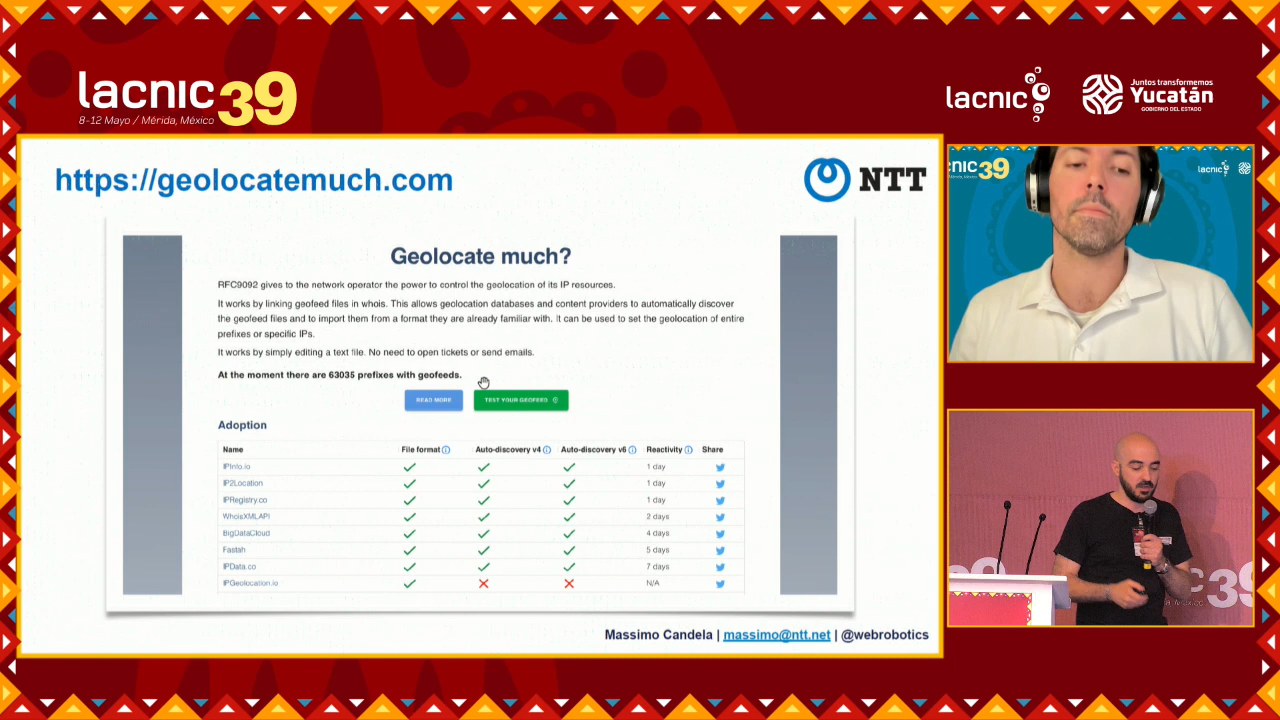 lacnic 39
8-12 Mayo / Mérida, México
lacnic
Juntos transformemos
Yucatán
GOBIERNO DEL ESTADO
https://geolocatemuch.com
NTT
Geolocate much?
RFC9092 gives to the network operator the power to control the geolocation of its IP resources.
It works by linking geofeed files in whois. This allows geolocation databases and content providers to automatically discover
the geofeed files and to import them from a format they are already familiar with. It can be used to set the geolocation of entire
prefixes or specific IPs.
It works by simply editing a text file. No need to open tickets or send emails.
At the moment there are 63035 prefixes with geofeeds.
READ MORE
TEST YOUR GEOFEED
Adoption
Name File format Auto-discovery v4 Auto-discovery v6 Reactivity Share
IPInfo.io 1 day
IP2Location 1 day
IPRegistry.co 1 day
WhoisXMLAPI 2 days
BigDataCloud 4 days
Fastah 5 days
IPData.co 7 days
IPGeolocation.io N/A
Massimo Candela | massimo@ntt.net | @webrobotics
nic 39
lacnic
39